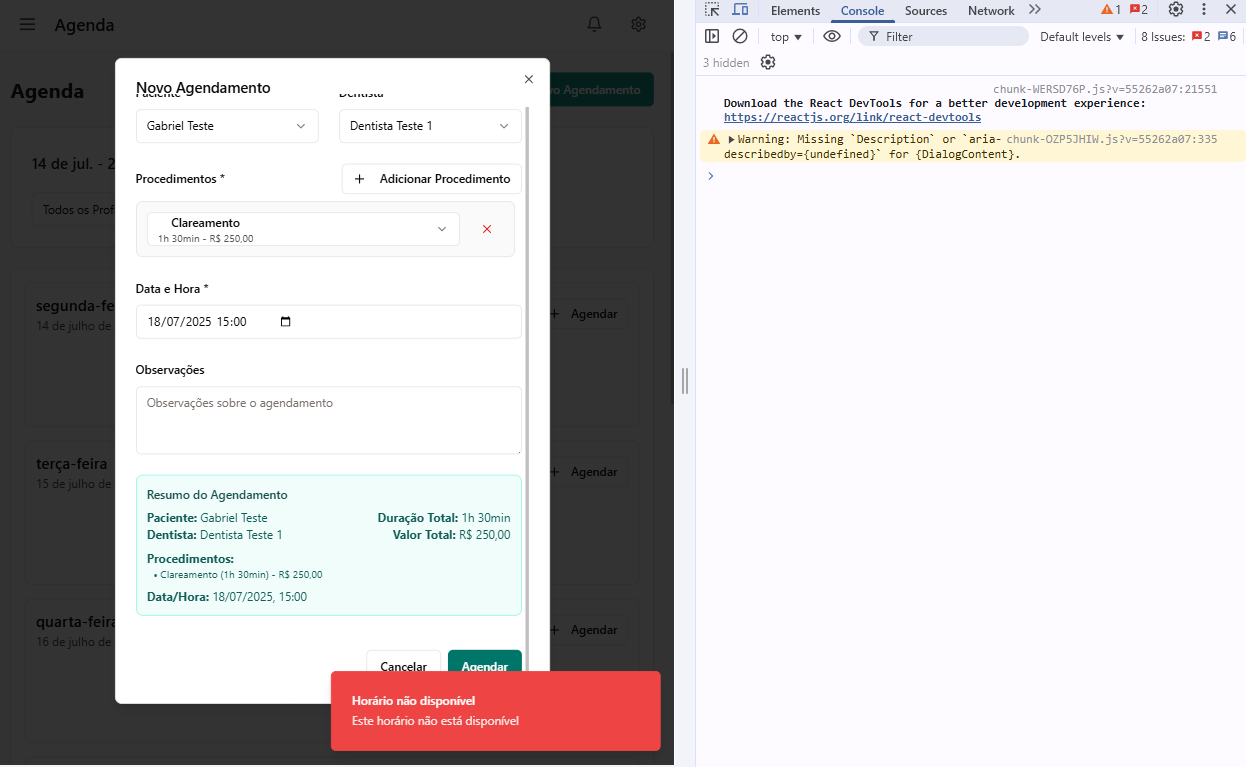 Agenda
Agenda
vo Agendamento
14 de jul. - 2
Todos os Prof
segunda-fe
14 de julho de
Agendar
terça-feira
15 de julho de
Agendar
quarta-feira
16 de julho de
Agendar
Novo Agendamento
Paciente
Dentista
Gabriel Teste
Dentista Teste 1
Procedimentos *
Adicionar Procedimento
Clareamento
1h 30min - R$ 250,00
Data e Hora *
18/07/2025 15:00
Observações
Observações sobre o agendamento
Resumo do Agendamento
Paciente: Gabriel Teste
Duração Total: 1h 30min
Dentista: Dentista Teste 1
Valor Total: R$ 250,00
Procedimentos:
• Clareamento (1h 30min) - R$ 250,00
Data/Hora: 18/07/2025, 15:00
Cancelar
Agendar
Horário não disponível
Este horário não está disponível
Elements Console Sources Network 1 2
top Filter Default levels 8 Issues: 2 6
3 hidden
chunk-WERSD76P.js?v=55262a07:21551
Download the React DevTools for a better development experience:
https://reactjs.org/link/react-devtools
Warning: Missing `Description` or `aria- chunk-OZP5JHIW.js?v=55262a07:335
describedby={undefined}` for {DialogContent}.